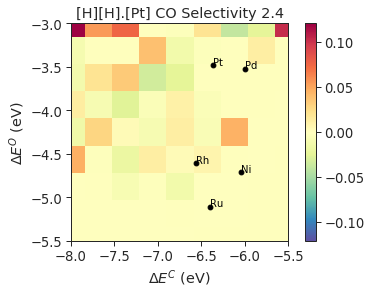 [H][H].[Pt] CO Selectivity 2.4
ΔE^O (eV)
−3.0
−3.5
−4.0
−4.5
−5.0
−5.5
Pt
Pd
Rh
Ni
Ru
−8.0 −7.5 −7.0 −6.5 −6.0 −5.5
ΔE^C (eV)
0.10
0.05
0.00
−0.05
−0.10